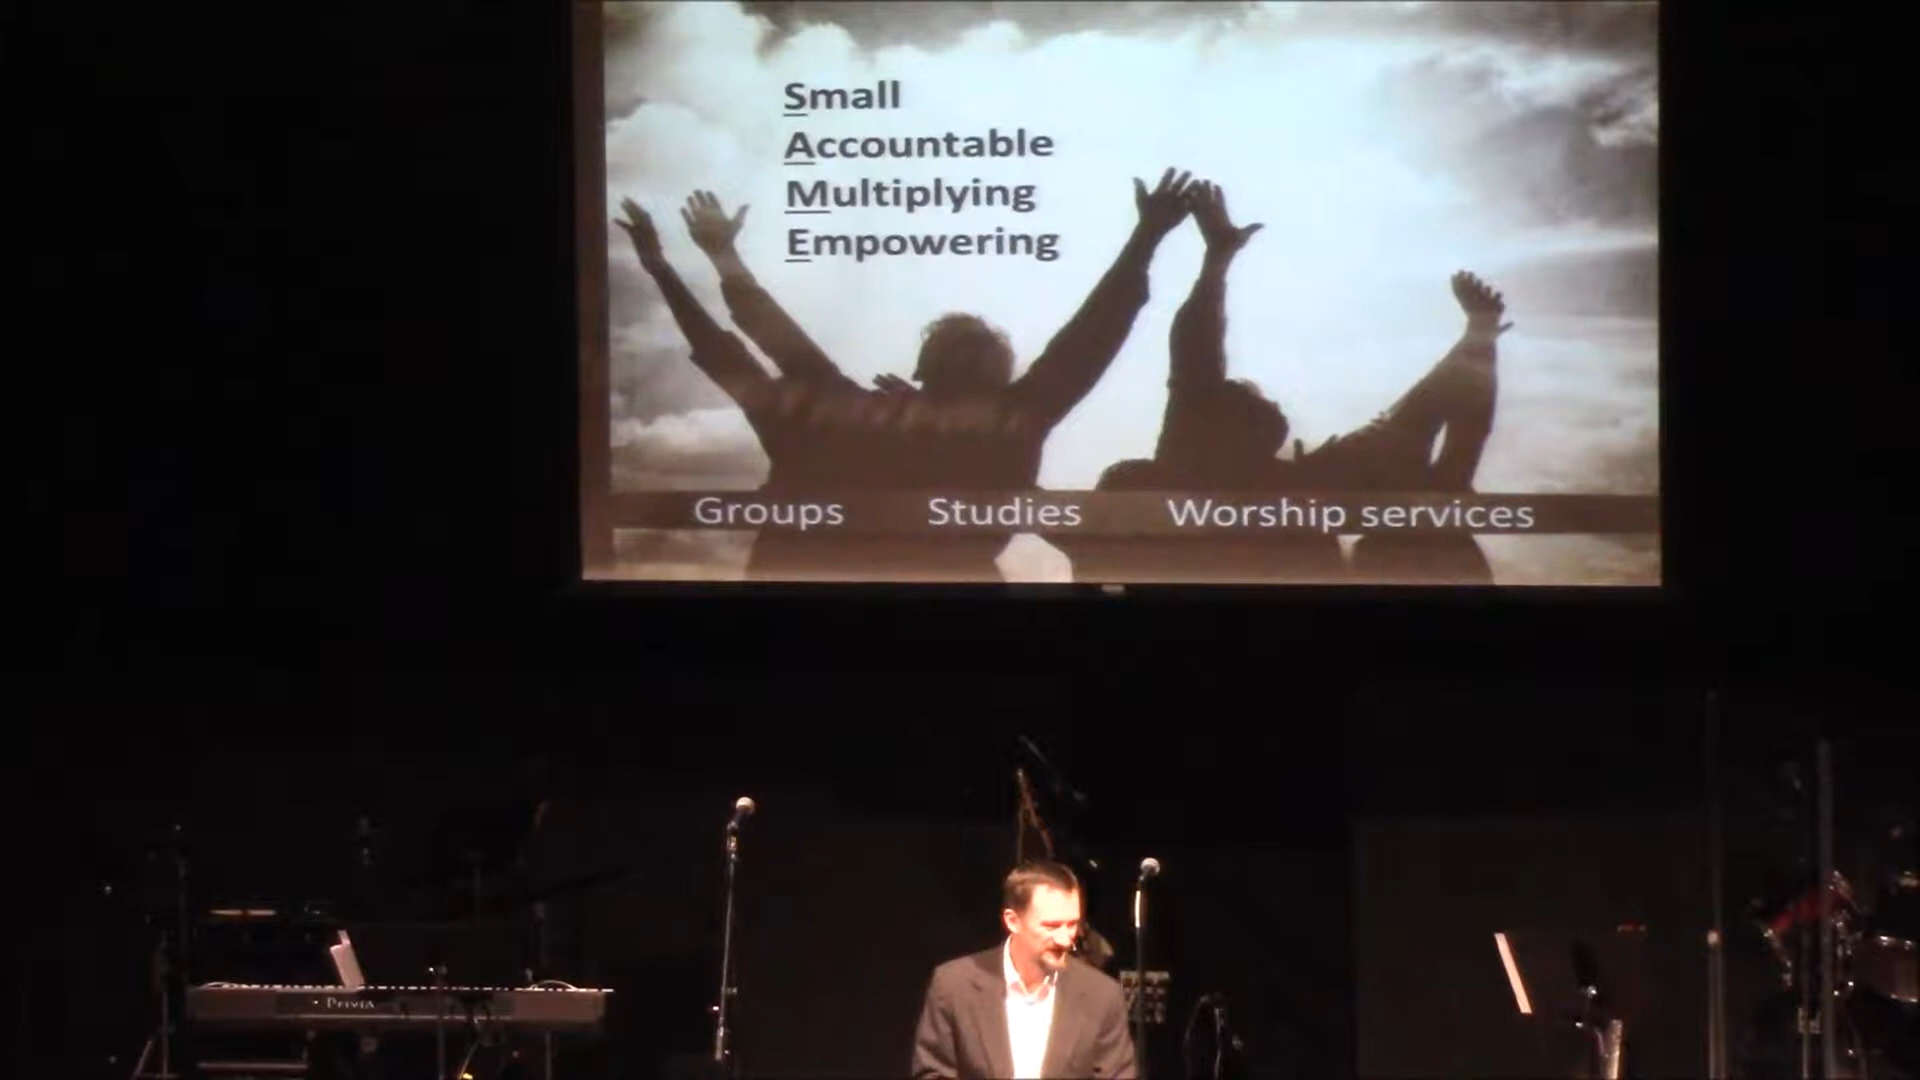 Small
Accountable
Multiplying
Empowering
Groups Studies Worship services
Privia